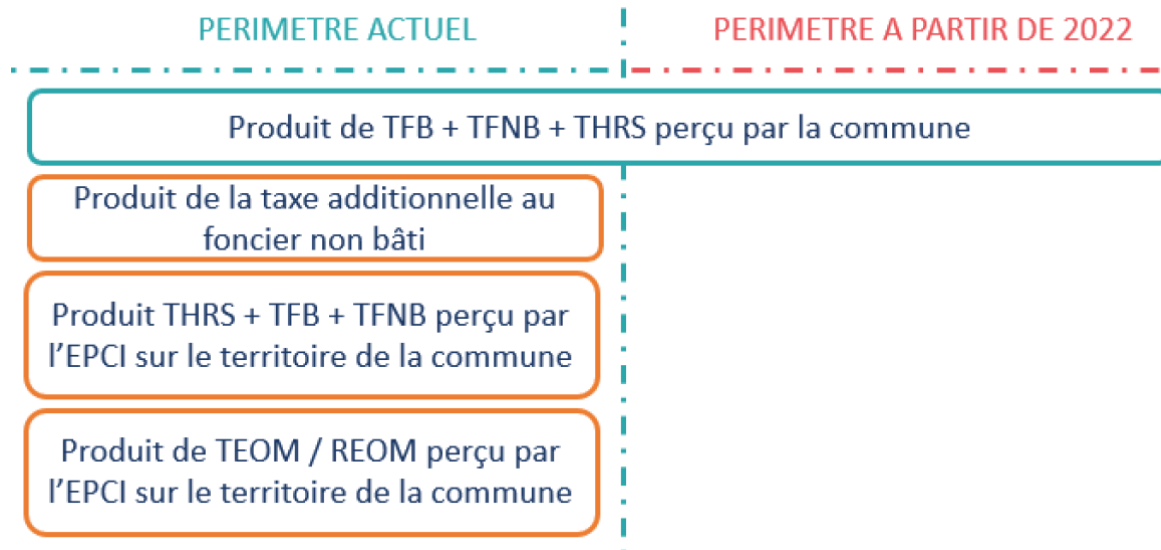 PERIMETRE ACTUEL
PERIMETRE A PARTIR DE 2022
Produit de TFB + TFNB + THRS perçu par la commune
Produit de la taxe additionnelle au
foncier non bâti
Produit THRS + TFB + TFNB perçu par
l’EPCI sur le territoire de la commune
Produit de TEOM / REOM perçu par
l’EPCI sur le territoire de la commune